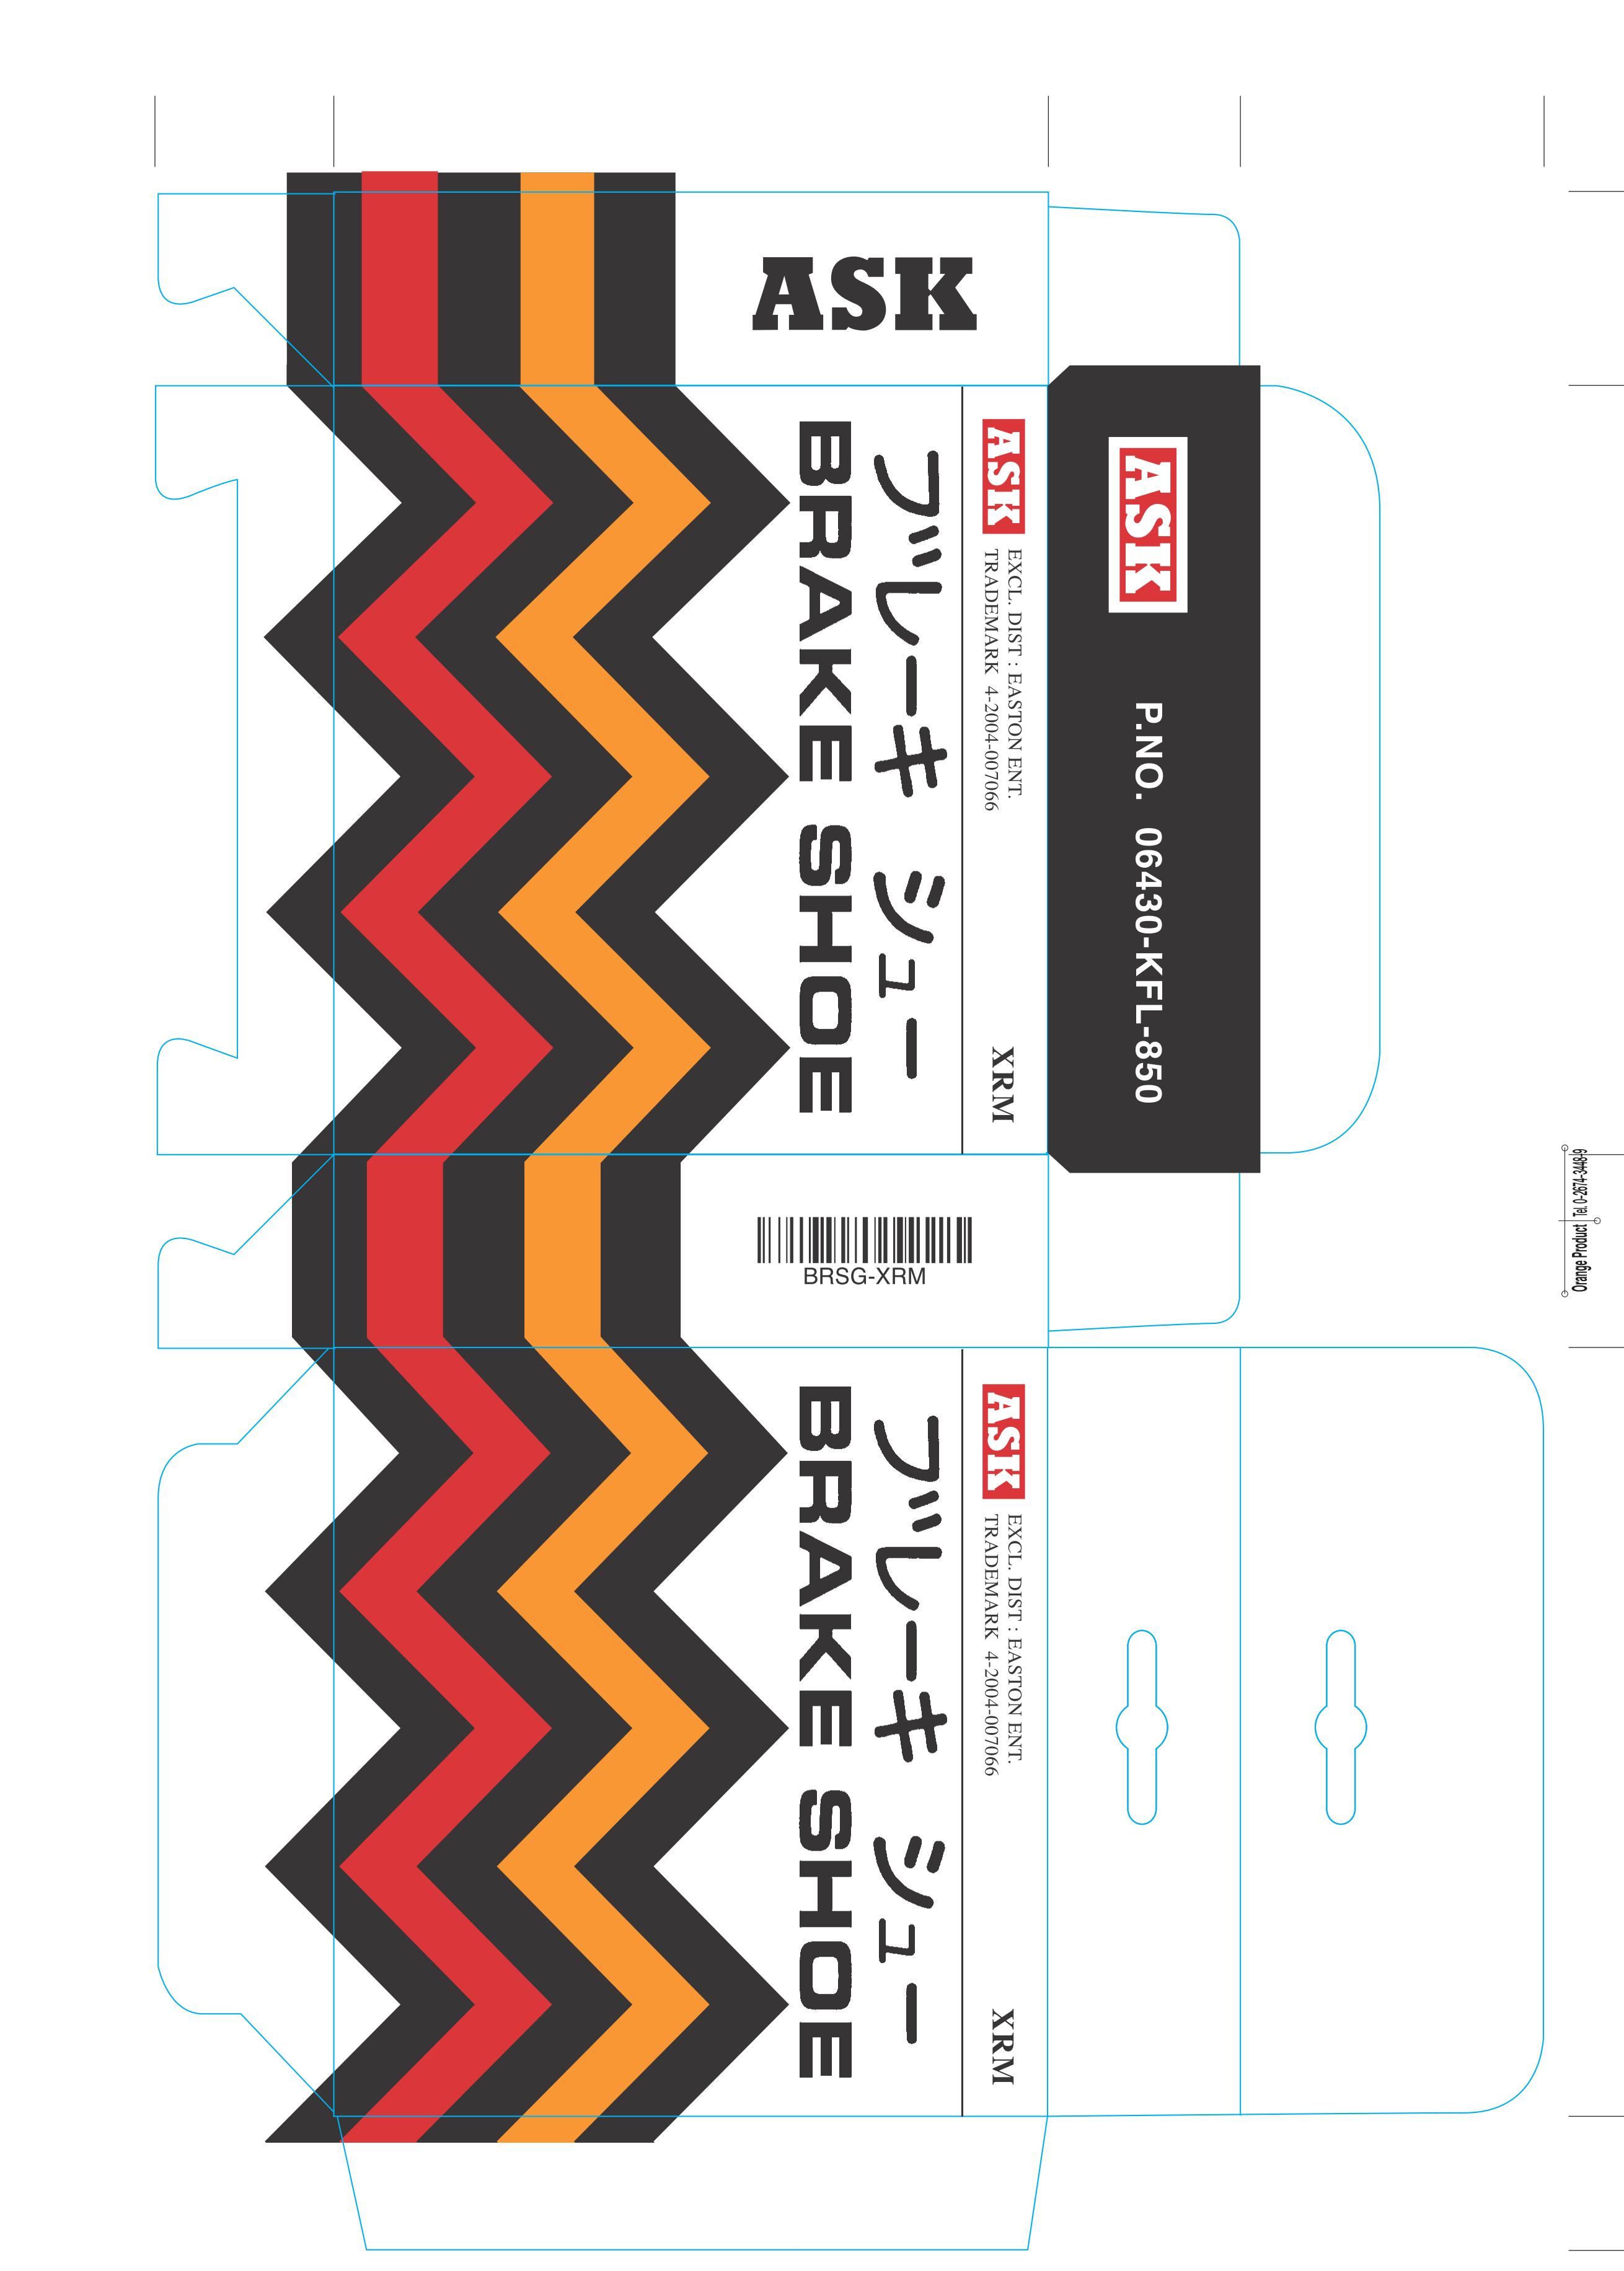 ASK
ASK
EXCL. DIST : EASTON ENT.
TRADEMARK 4-2004-007066
XRM
ブレーキ シュー
BRAKE SHOE
ASK
P.NO. 06430-KFL-850
BRSG-XRM
ASK
EXCL. DIST : EASTON ENT.
TRADEMARK 4-2004-007066
XRM
ブレーキ シュー
BRAKE SHOE
Orange Product Tel.0-2674-3448-9